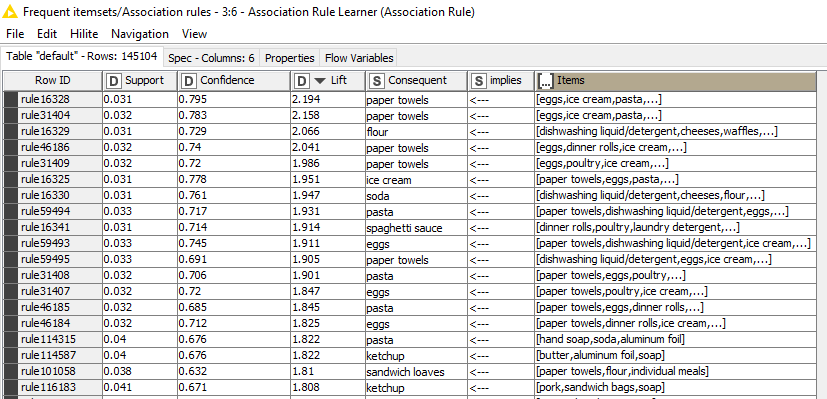 Frequent itemsets/Association rules - 3:6 - Association Rule Learner (Association Rule)
File Edit Hilite Navigation View
Table "default" - Rows: 145104 Spec - Columns: 6 Properties Flow Variables
Row ID D Support D Confidence D Lift S Consequent S implies [...] Items
rule16328 0.031 0.795 2.194 paper towels <--- [eggs,ice cream,pasta,...]
rule31404 0.032 0.783 2.158 paper towels <--- [eggs,ice cream,pasta,...]
rule16329 0.031 0.729 2.066 flour <--- [dishwashing liquid/detergent,cheeses,waffles,...]
rule46186 0.032 0.74 2.041 paper towels <--- [eggs,dinner rolls,ice cream,...]
rule31409 0.032 0.72 1.986 paper towels <--- [eggs,poultry,ice cream,...]
rule16325 0.031 0.778 1.951 ice cream <--- [paper towels,eggs,pasta,...]
rule16330 0.031 0.761 1.947 soda <--- [dishwashing liquid/detergent,cheeses,flour,...]
rule59494 0.033 0.717 1.931 pasta <--- [paper towels,dishwashing liquid/detergent,eggs,...]
rule16341 0.031 0.714 1.914 spaghetti sauce <--- [dinner rolls,poultry,laundry detergent,...]
rule59493 0.033 0.745 1.911 eggs <--- [paper towels,dishwashing liquid/detergent,ice cream,...]
rule59495 0.033 0.691 1.905 paper towels <--- [dishwashing liquid/detergent,eggs,ice cream,...]
rule31408 0.032 0.706 1.901 pasta <--- [paper towels,eggs,poultry,...]
rule31407 0.032 0.72 1.847 eggs <--- [paper towels,poultry,ice cream,...]
rule46185 0.032 0.685 1.845 pasta <--- [paper towels,eggs,dinner rolls,...]
rule46184 0.032 0.712 1.825 eggs <--- [paper towels,dinner rolls,ice cream,...]
rule114315 0.04 0.676 1.822 pasta <--- [hand soap,soda,aluminum foil]
rule114587 0.04 0.676 1.822 ketchup <--- [butter,aluminum foil,soap]
rule101058 0.038 0.632 1.81 sandwich loaves <--- [paper towels,flour,individual meals]
rule116183 0.041 0.671 1.808 ketchup <--- [pork,sandwich bags,soap]